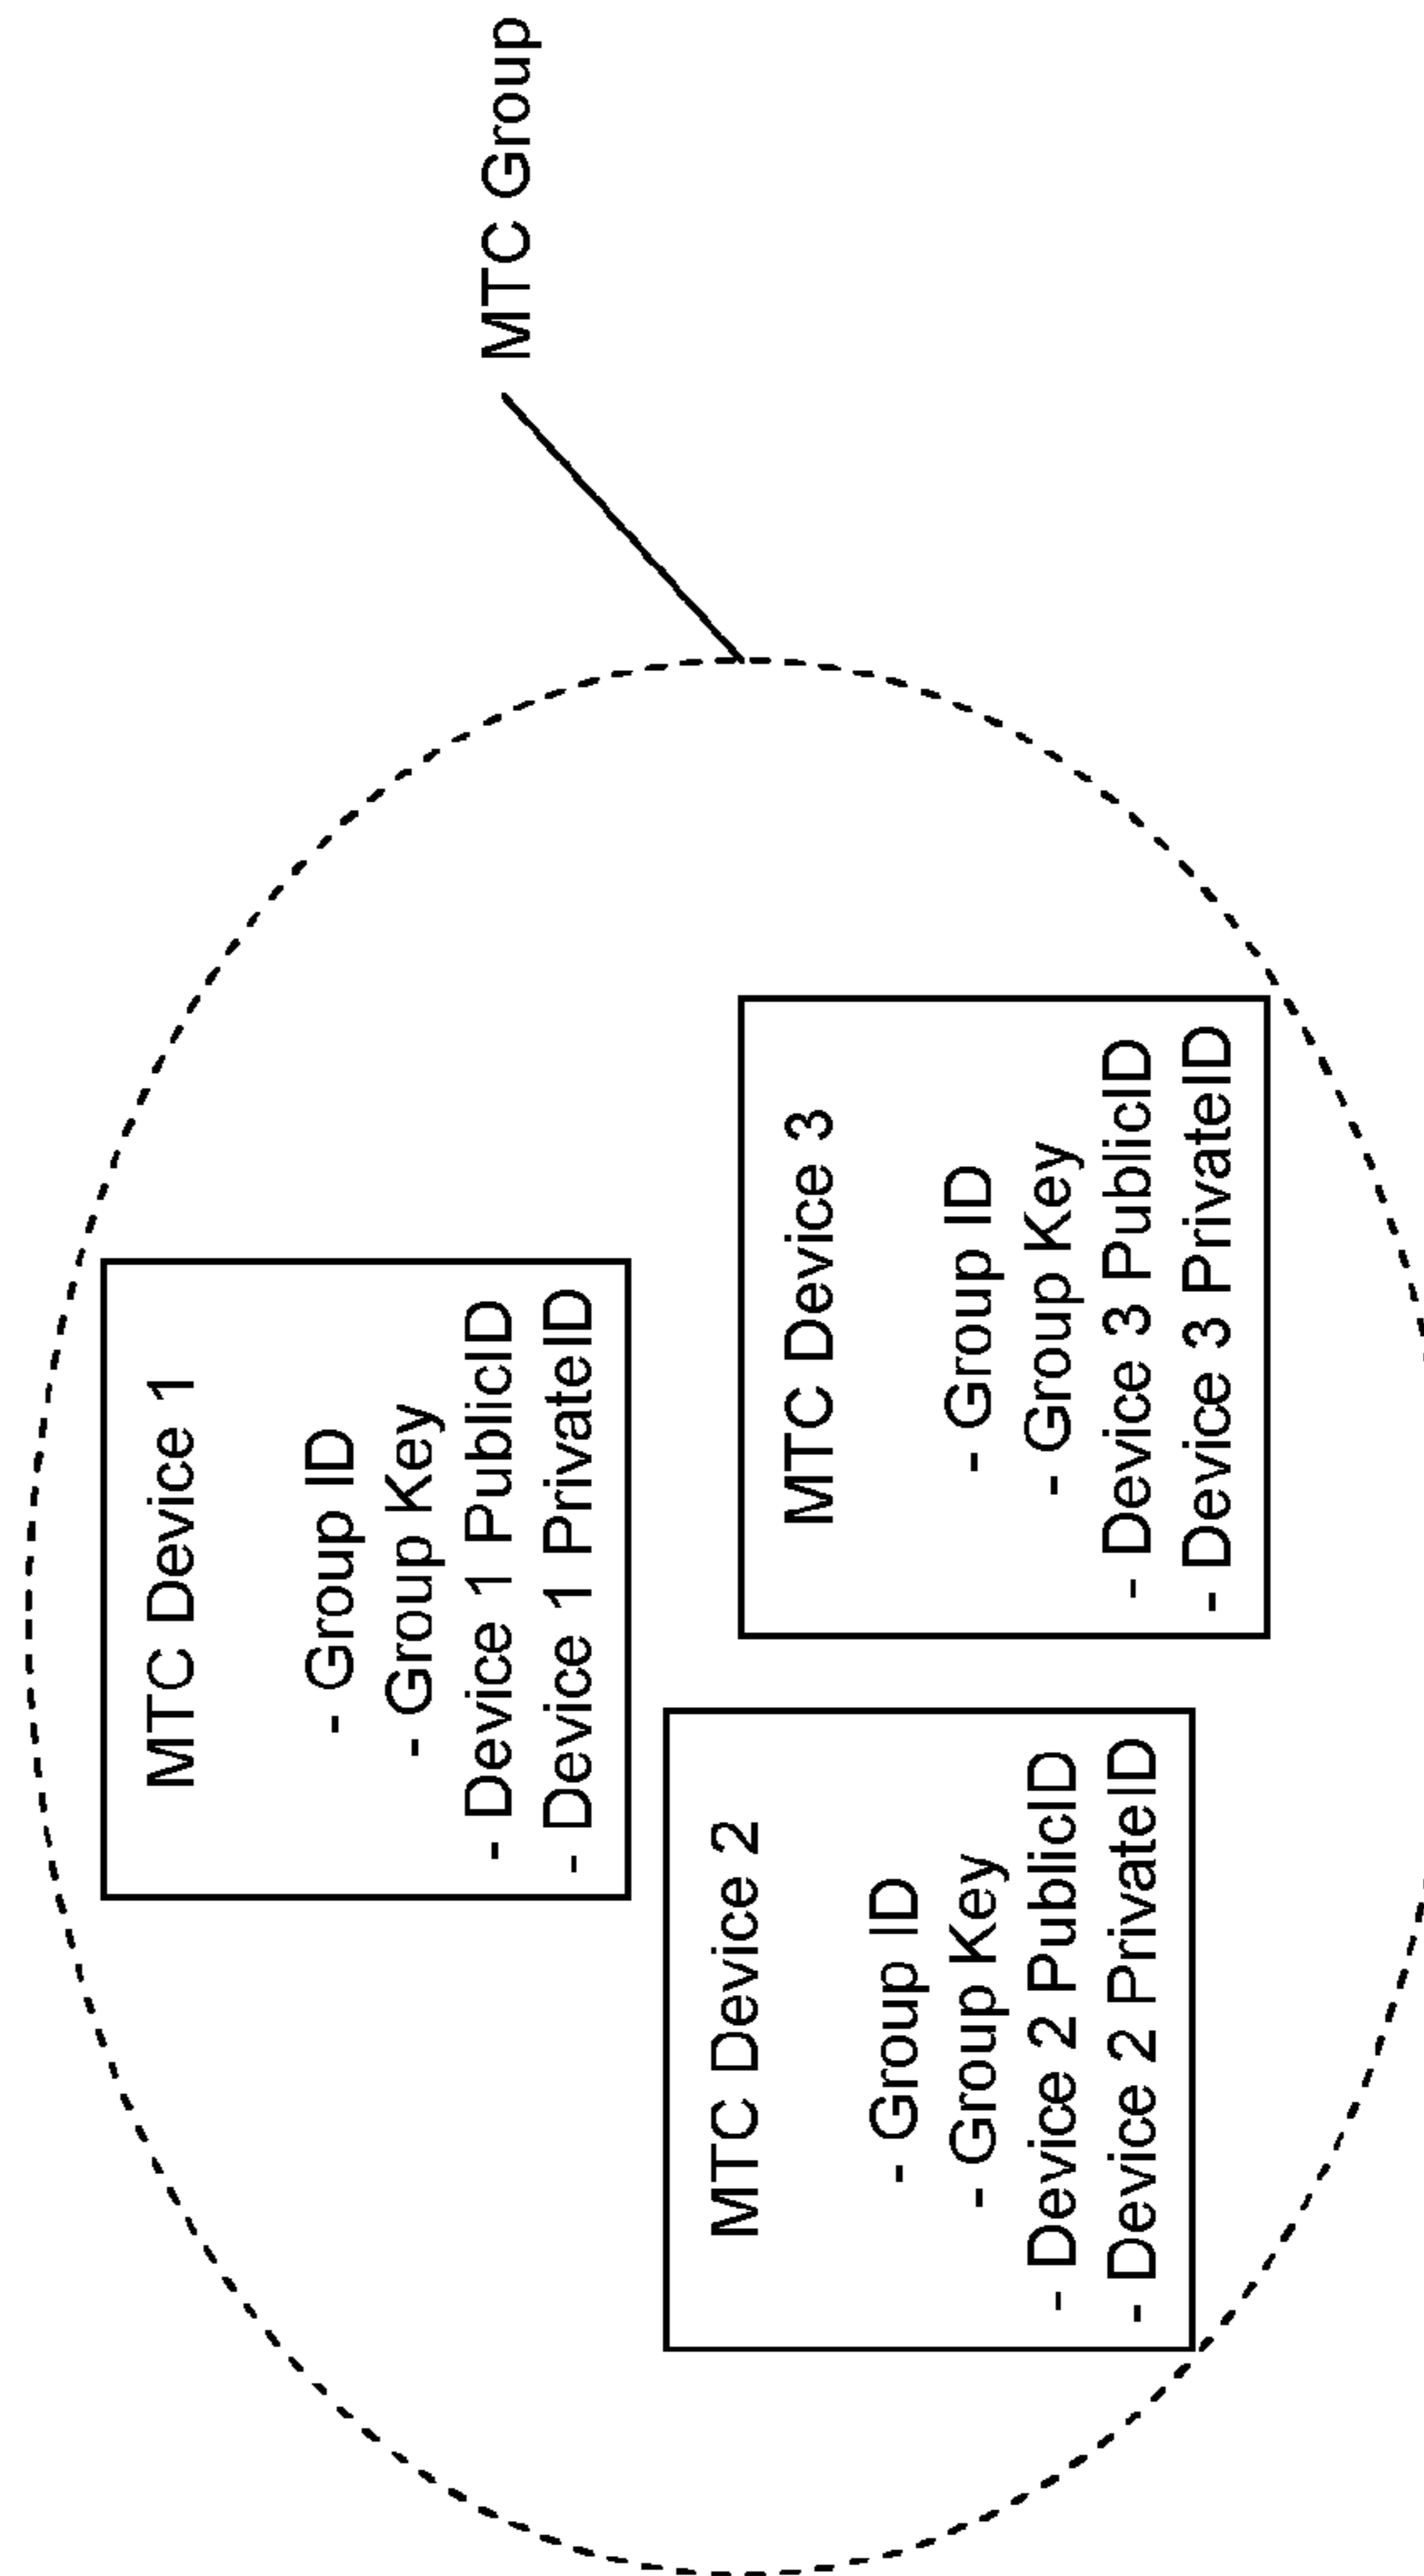 MTC Group
MTC Device 1
- Group ID
- Group Key
- Device 1 PublicID
- Device 1 PrivateID
MTC Device 2
- Group ID
- Group Key
- Device 2 PublicID
- Device 2 PrivateID
MTC Device 3
- Group ID
- Group Key
- Device 3 PublicID
- Device 3 PrivateID